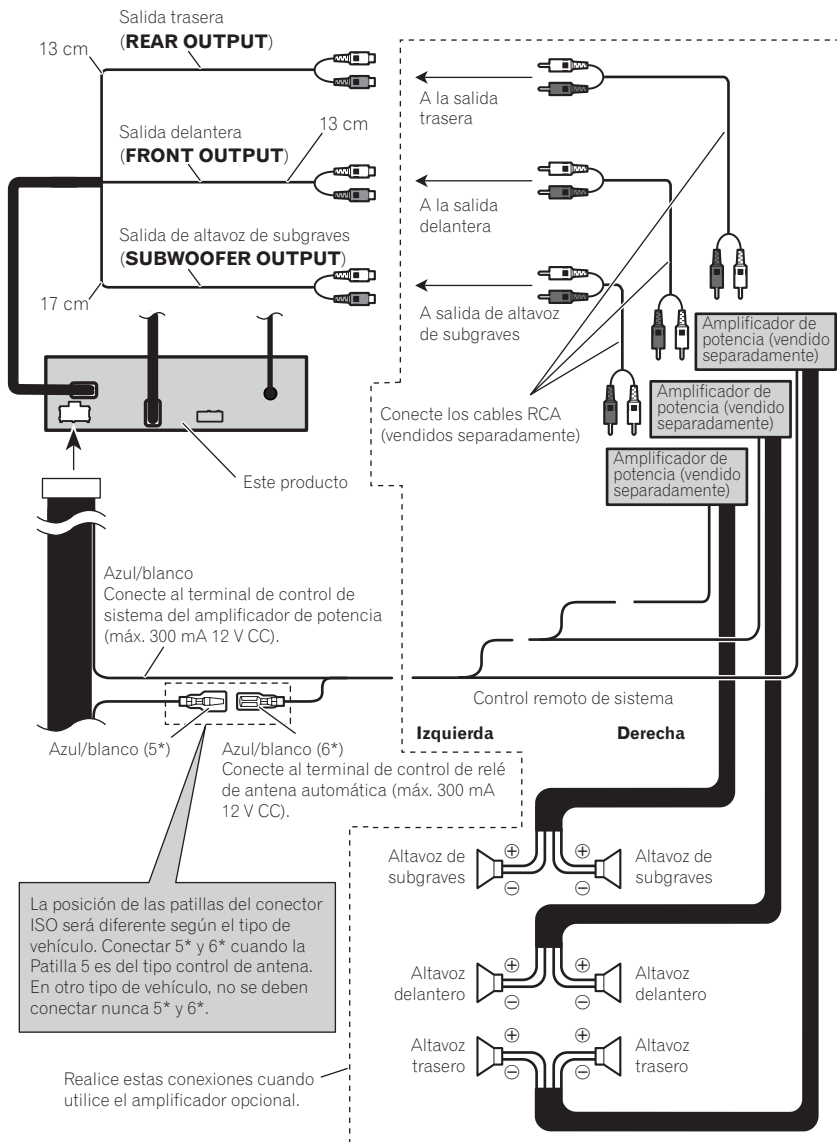 Salida trasera
(REAR OUTPUT)
13 cm
A la salida
trasera
Salida delantera
(FRONT OUTPUT)
13 cm
A la salida
delantera
Salida de altavoz de subgraves
(SUBWOOFER OUTPUT)
17 cm
A salida de altavoz
de subgraves
Amplificador de
potencia (vendido
separadamente)
Amplificador de
potencia (vendido
separadamente)
Conecte los cables RCA
(vendidos separadamente)
Amplificador de
potencia (vendido
separadamente)
Este producto
Azul/blanco
Conecte al terminal de control de
sistema del amplificador de potencia
(máx. 300 mA 12 V CC).
Control remoto de sistema
Azul/blanco (5*)
Azul/blanco (6*)
Conecte al terminal de control de relé
de antena automática (máx. 300 mA
12 V CC).
Izquierda
Derecha
Altavoz de
subgraves
⊕
⊖
⊕
⊖
Altavoz de
subgraves
La posición de las patillas del conector
ISO será diferente según el tipo de
vehículo. Conectar 5* y 6* cuando la
Patilla 5 es del tipo control de antena.
En otro tipo de vehículo, no se deben
conectar nunca 5* y 6*.
Altavoz
delantero
⊕
⊖
⊕
⊖
Altavoz
delantero
Altavoz
trasero
⊕
⊖
⊕
⊖
Altavoz
trasero
Realice estas conexiones cuando
utilice el amplificador opcional.